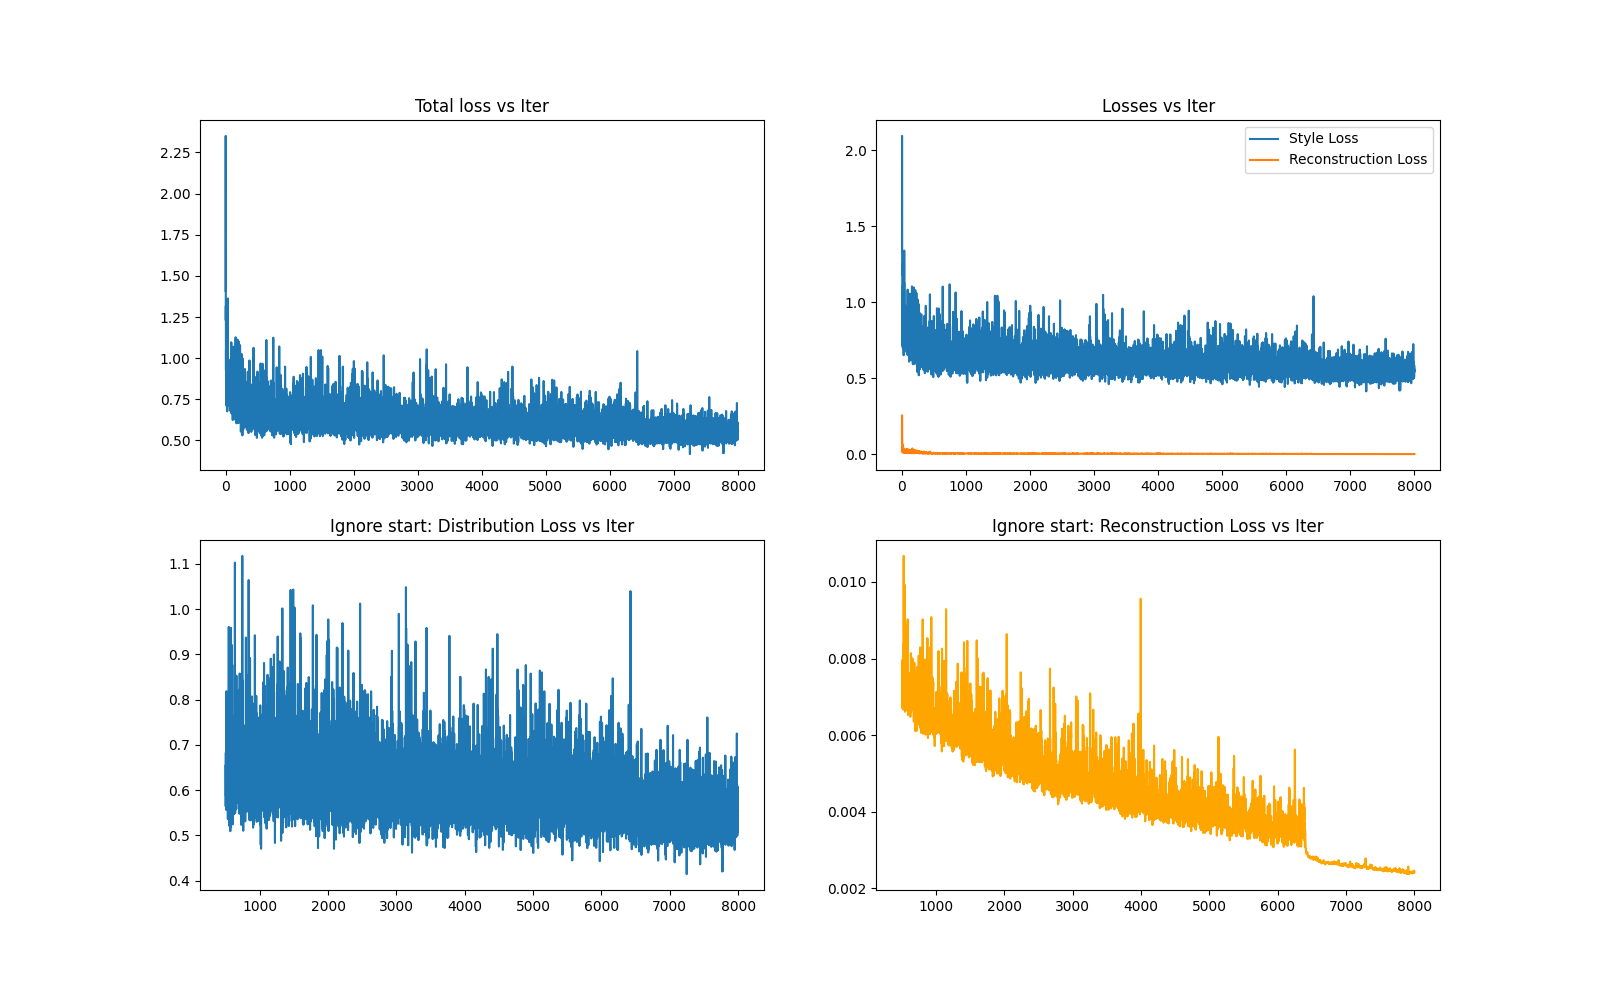 Total loss vs Iter
2.25
2.00
1.75
1.50
1.25
1.00
0.75
0.50
0 1000 2000 3000 4000 5000 6000 7000 8000
Losses vs Iter
Style Loss
Reconstruction Loss
2.0
1.5
1.0
0.5
0.0
0 1000 2000 3000 4000 5000 6000 7000 8000
Ignore start: Distribution Loss vs Iter
1.1
1.0
0.9
0.8
0.7
0.6
0.5
0.4
1000 2000 3000 4000 5000 6000 7000 8000
Ignore start: Reconstruction Loss vs Iter
0.010
0.008
0.006
0.004
0.002
1000 2000 3000 4000 5000 6000 7000 8000